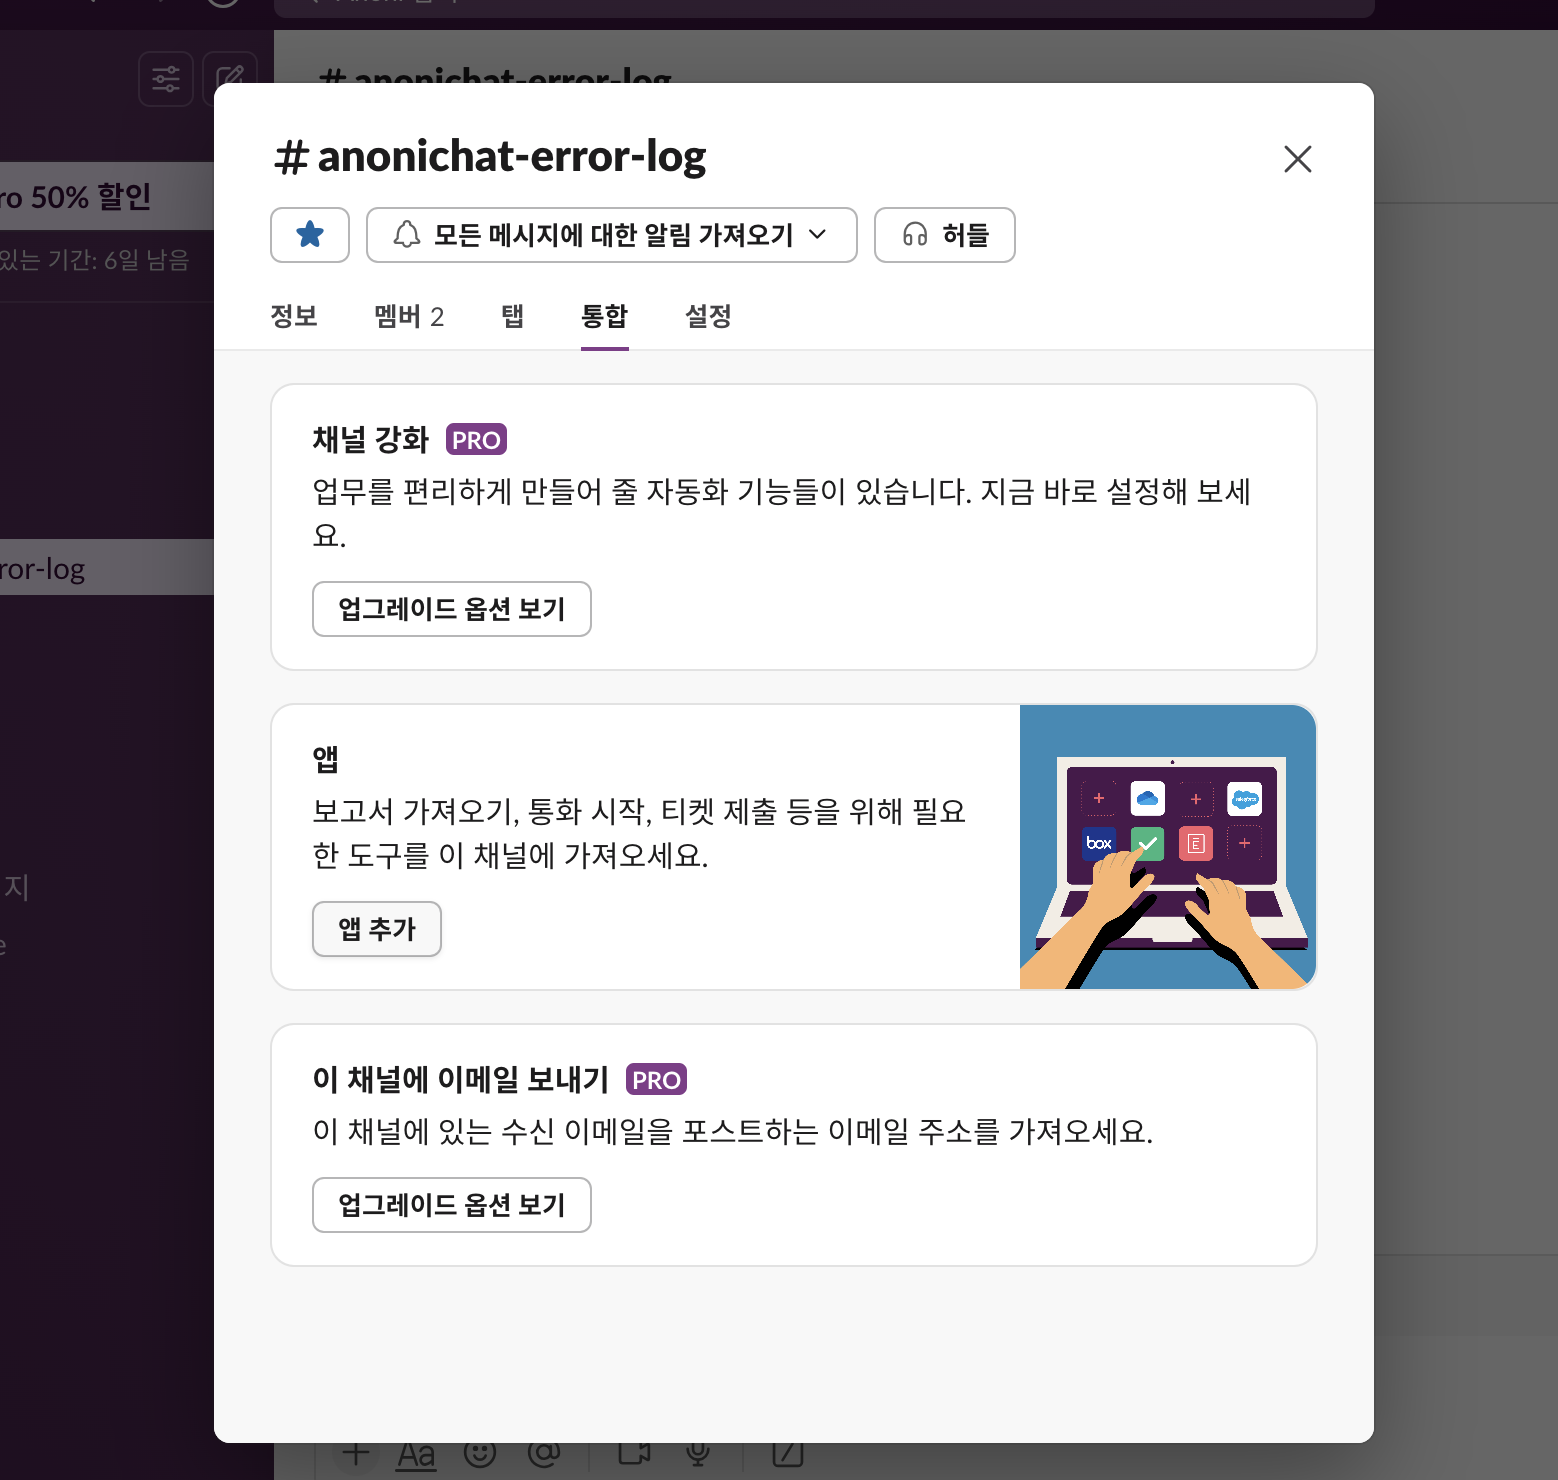 # anonichat-error-log
# anonichat-error-log
모든 메시지에 대한 알림 가져오기
허들
ro 50% 할인
있는 기간: 6일 남음
정보 멤버 2 탭 통합 설정
채널 강화 PRO
업무를 편리하게 만들어 줄 자동화 기능들이 있습니다. 지금 바로 설정해 보세
요.
업그레이드 옵션 보기
ror-log
앱
보고서 가져오기, 통화 시작, 티켓 제출 등을 위해 필요
한 도구를 이 채널에 가져오세요.
앱 추가
box
E
지
e
이 채널에 이메일 보내기 PRO
이 채널에 있는 수신 이메일을 포스트하는 이메일 주소를 가져오세요.
업그레이드 옵션 보기
Aa